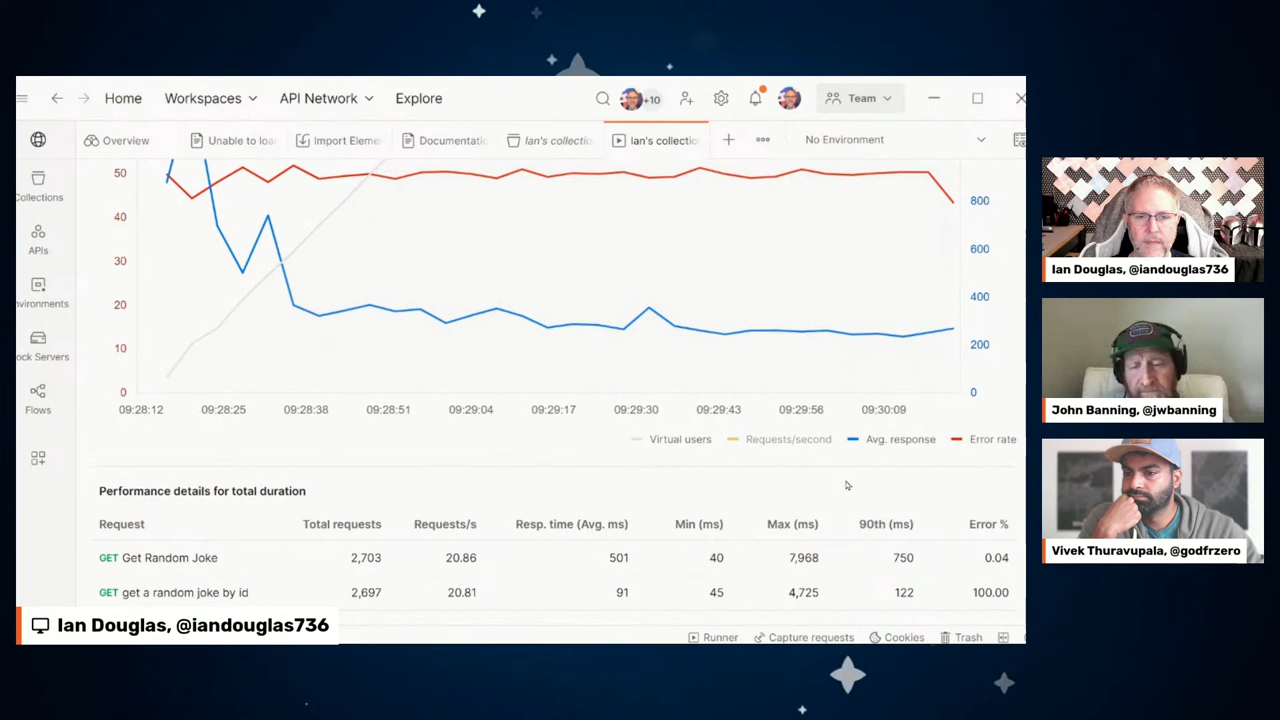 Home Workspaces API Network Explore +10 Team
Overview Unable to loa Import Eleme Documentatic Ian's collectio Ian's collectio No Environment
Collections
APIs
nvironments
ock Servers
Flows
50
40
30
20
10
0
800
600
400
200
0
09:28:12 09:28:25 09:28:38 09:28:51 09:29:04 09:29:17 09:29:30 09:29:43 09:29:56 09:30:09
Virtual users Requests/second Avg. response Error rate
Performance details for total duration
Request Total requests Requests/s Resp. time (Avg. ms) Min (ms) Max (ms) 90th (ms) Error %
GET Get Random Joke 2,703 20.86 501 40 7,968 750 0.04
GET get a random joke by id 2,697 20.81 91 45 4,725 122 100.00
Runner Capture requests Cookies Trash
Ian Douglas, @iandouglas736
Ian Douglas, @iandouglas736
John Banning, @jwbanning
Vivek Thuravupala, @godfrzero